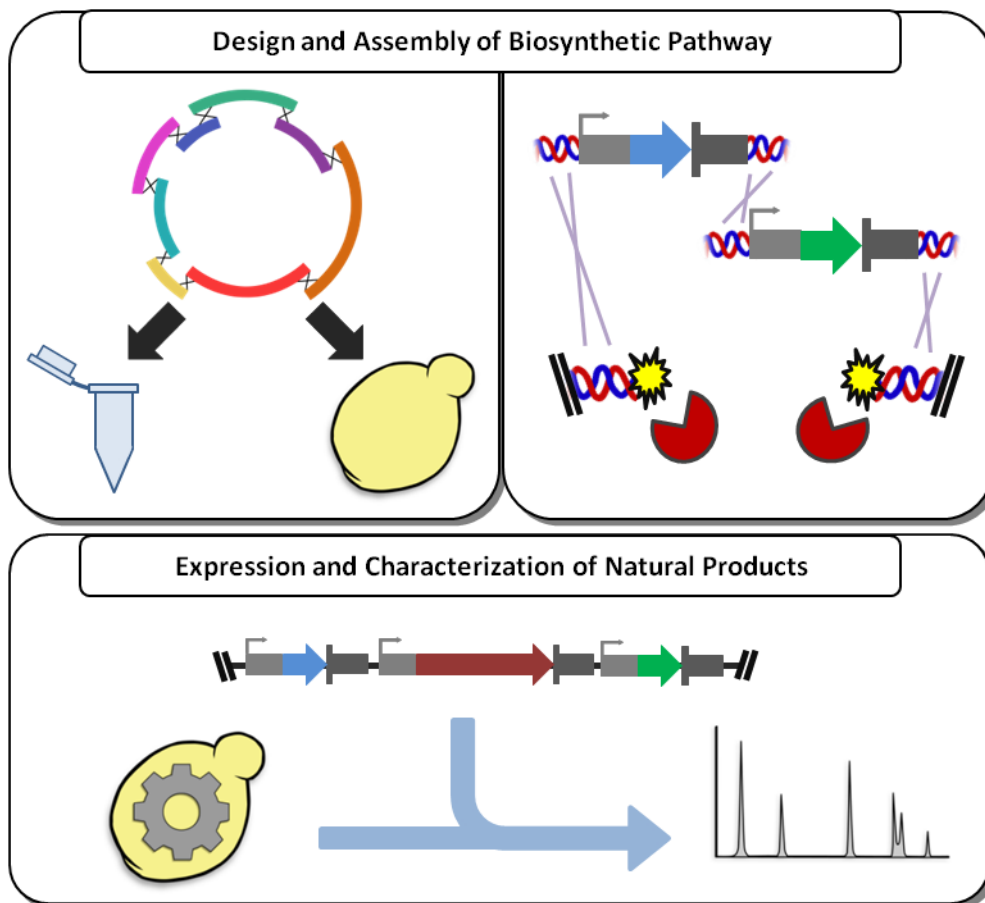 Design and Assembly of Biosynthetic Pathway
Expression and Characterization of Natural Products